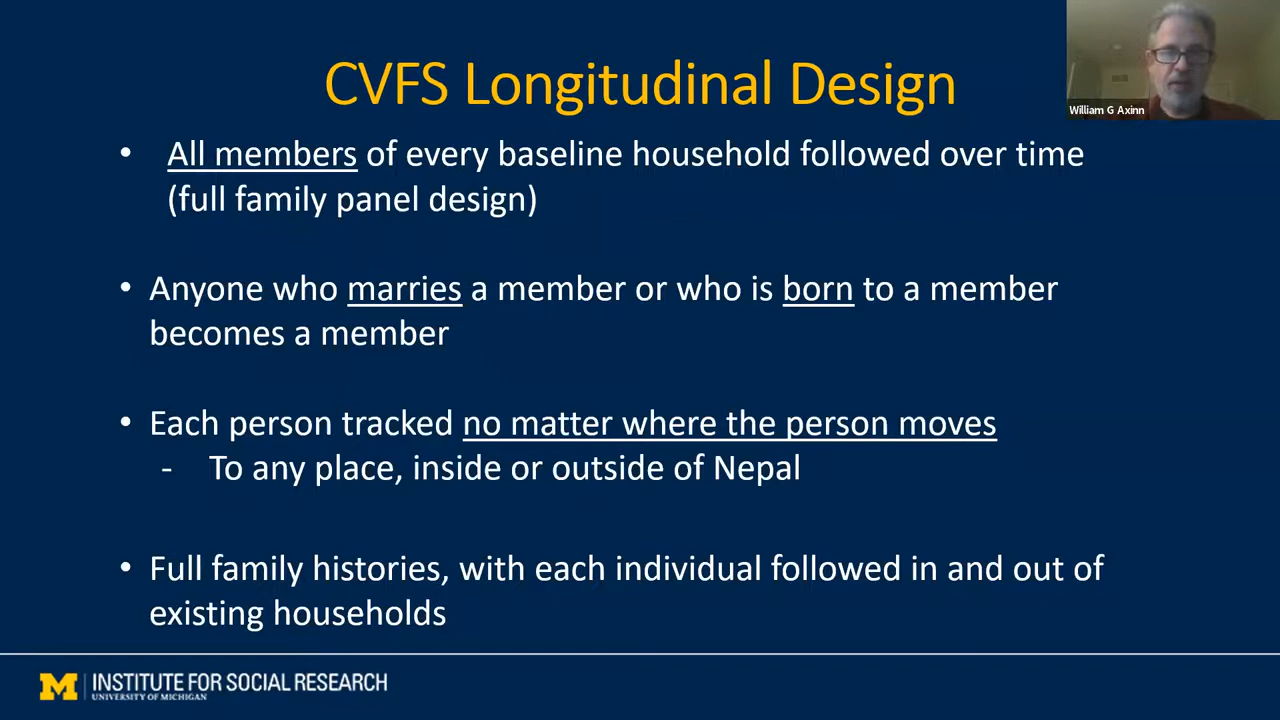 CVFS Longitudinal Design
William G Axinn
• All members of every baseline household followed over time
(full family panel design)
• Anyone who marries a member or who is born to a member
becomes a member
• Each person tracked no matter where the person moves
- To any place, inside or outside of Nepal
• Full family histories, with each individual followed in and out of
existing households
M INSTITUTE FOR SOCIAL RESEARCH
UNIVERSITY OF MICHIGAN